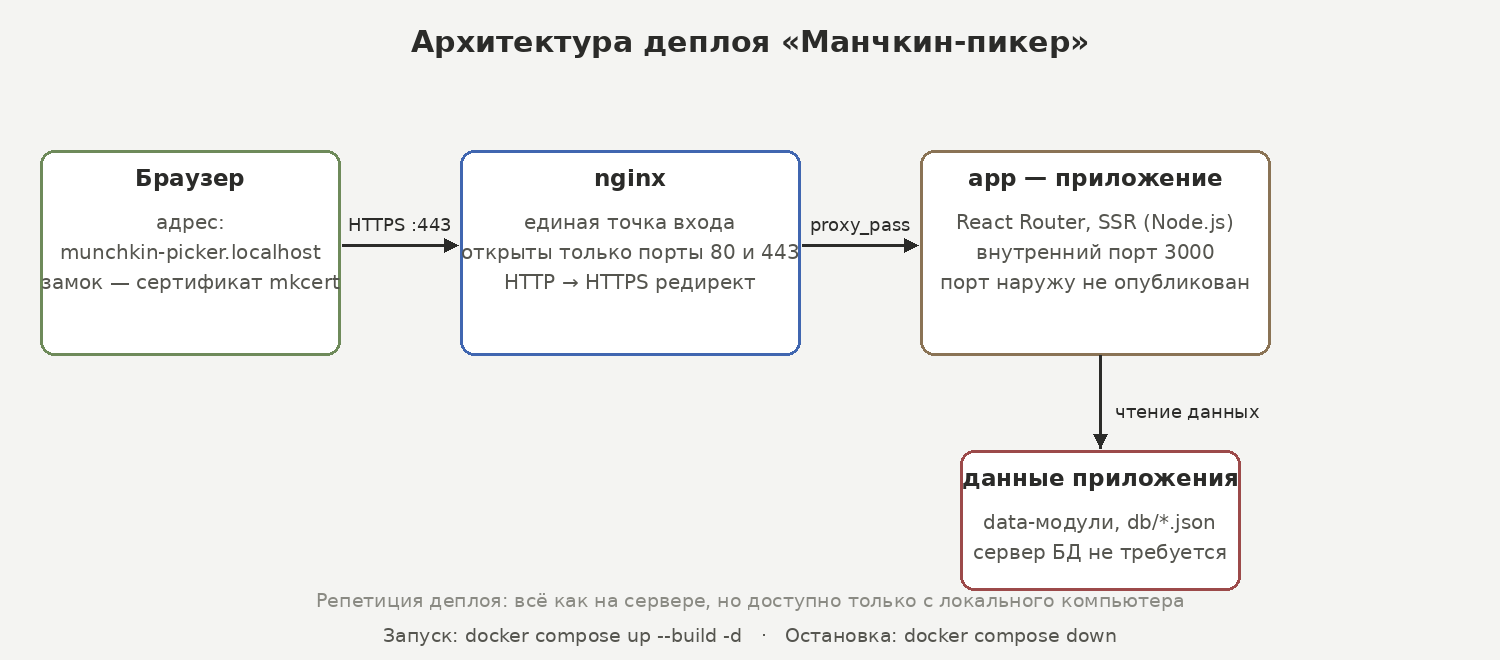 Архитектура деплоя «Манчкин-пикер»
Браузер
адрес:
munchkin-picker.localhost
замок — сертификат mkcert
HTTPS :443
nginx
единая точка входа
открыты только порты 80 и 443
HTTP → HTTPS редирект
proxy_pass
app — приложение
React Router, SSR (Node.js)
внутренний порт 3000
порт наружу не опубликован
чтение данных
данные приложения
data-модули, db/*.json
сервер БД не требуется
Репетиция деплоя: всё как на сервере, но доступно только с локального компьютера
Запуск: docker compose up --build -d · Остановка: docker compose down